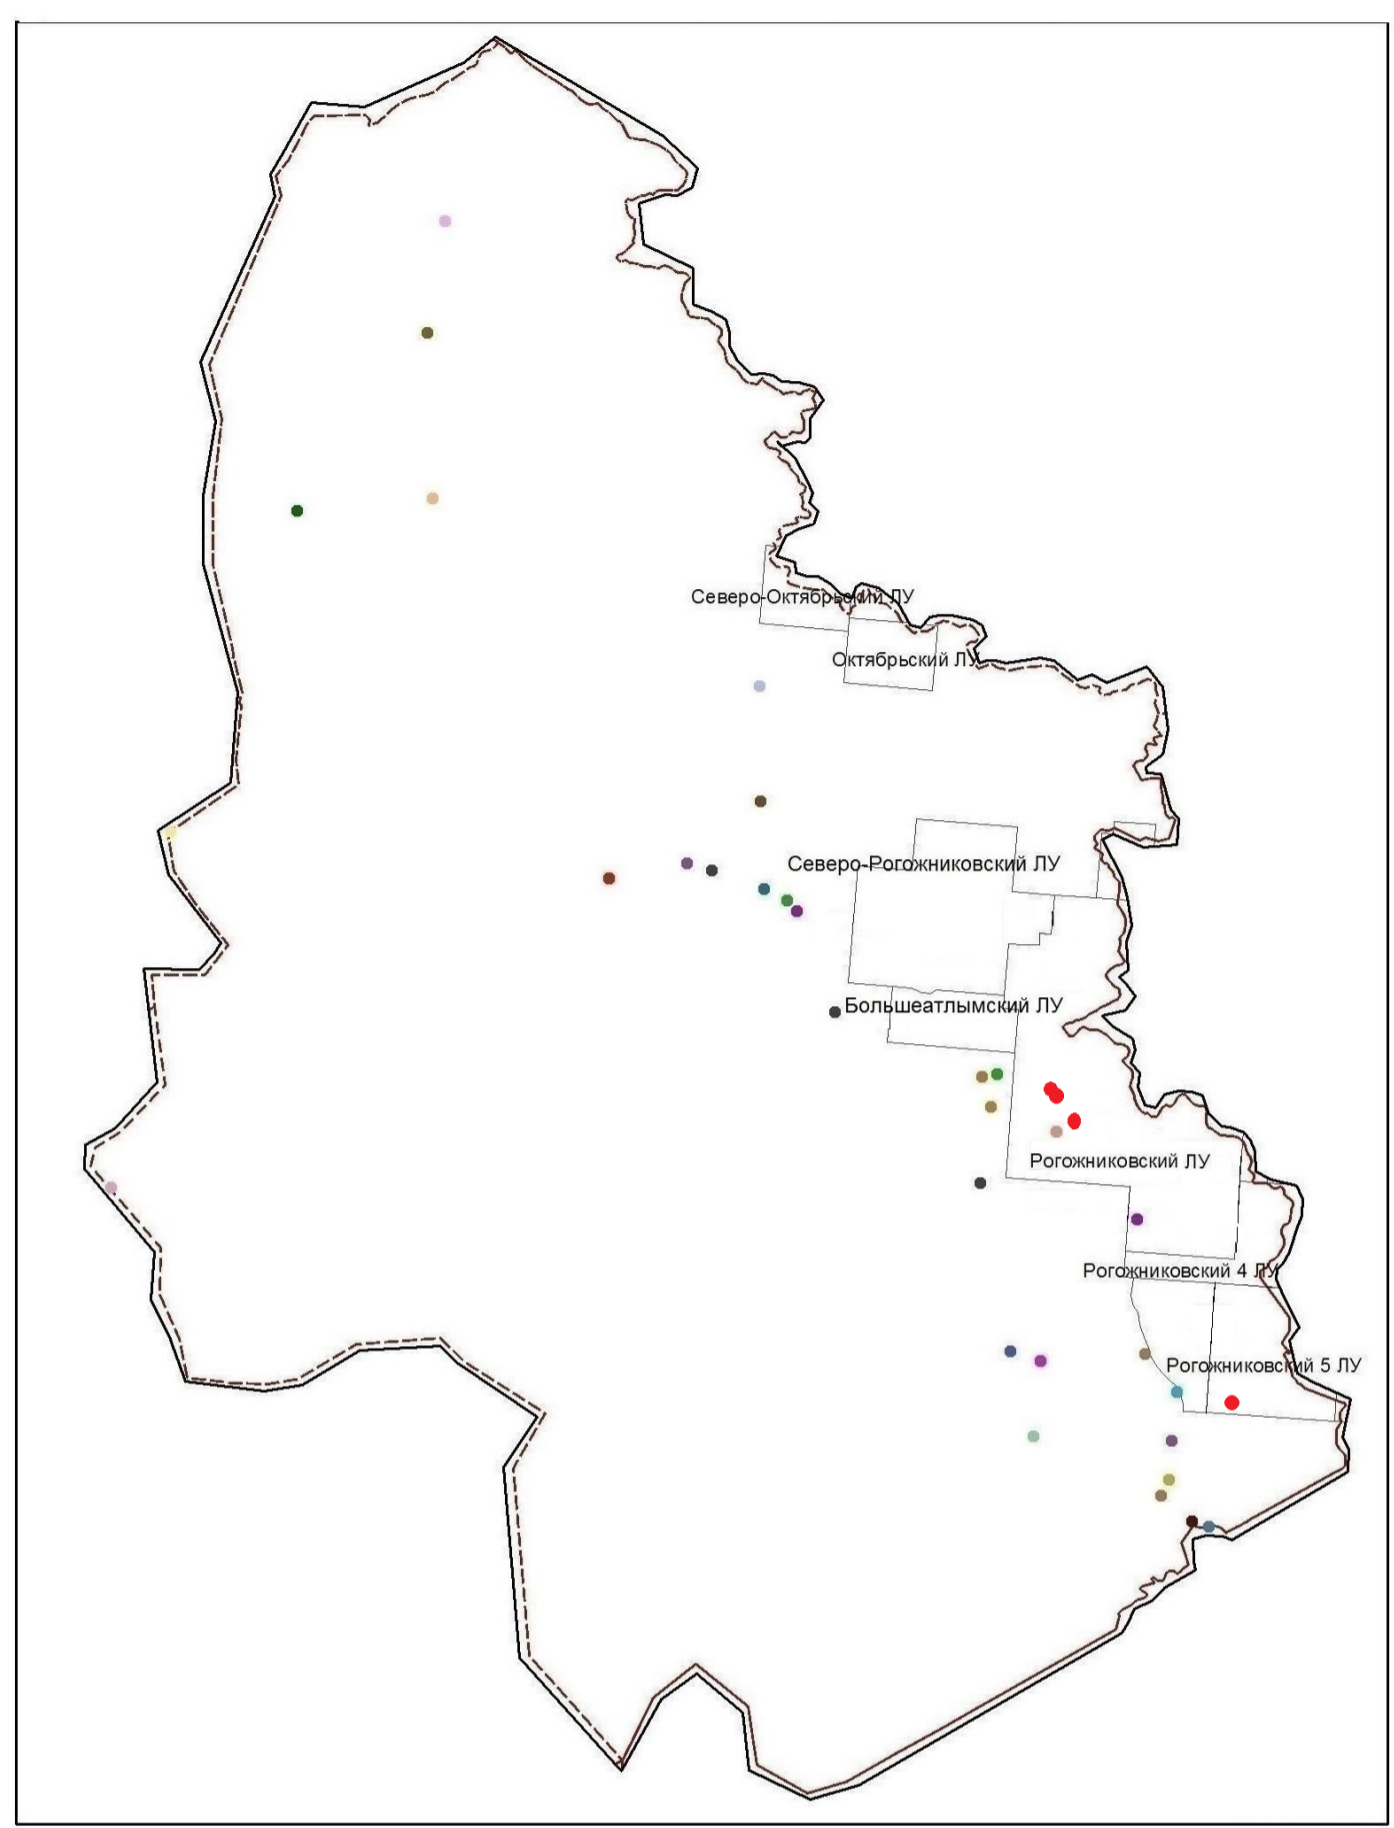 Северо-Октябрьский ЛУ
Октябрьский ЛУ
Северо-Рогожниковский ЛУ
Большеатлымский ЛУ
Рогожниковский ЛУ
Рогожниковский 4 ЛУ
Рогожниковский 5 ЛУ